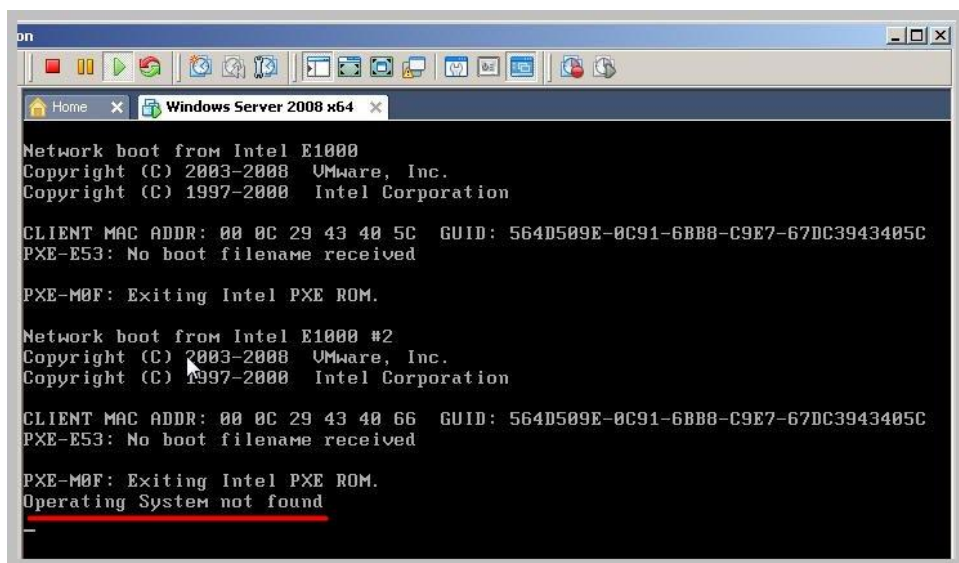 on
Home
Windows Server 2008 x64
Network boot from Intel E1000
Copyright (C) 2003-2008  VMware, Inc.
Copyright (C) 1997-2000  Intel Corporation
CLIENT MAC ADDR: 00 0C 29 43 40 5C  GUID: 564D509E-0C91-6BB8-C9E7-67DC3943405C
PXE-E53: No boot filename received
PXE-M0F: Exiting Intel PXE ROM.
Network boot from Intel E1000 #2
Copyright (C) 2003-2008  VMware, Inc.
Copyright (C) 1997-2000  Intel Corporation
CLIENT MAC ADDR: 00 0C 29 43 40 66  GUID: 564D509E-0C91-6BB8-C9E7-67DC3943405C
PXE-E53: No boot filename received
PXE-M0F: Exiting Intel PXE ROM.
Operating System not found